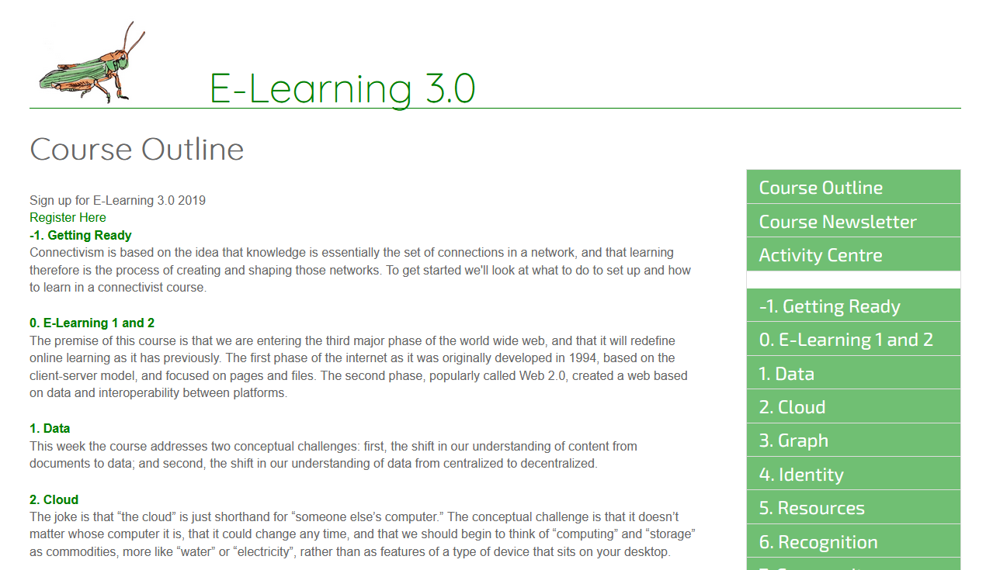 E-Learning 3.0
Course Outline
Sign up for E-Learning 3.0 2019
Register Here
-1. Getting Ready
Connectivism is based on the idea that knowledge is essentially the set of connections in a network, and that learning
therefore is the process of creating and shaping those networks. To get started we'll look at what to do to set up and how
to learn in a connectivist course.
0. E-Learning 1 and 2
The premise of this course is that we are entering the third major phase of the world wide web, and that it will redefine
online learning as it has previously. The first phase of the internet as it was originally developed in 1994, based on the
client-server model, and focused on pages and files. The second phase, popularly called Web 2.0, created a web based
on data and interoperability between platforms.
1. Data
This week the course addresses two conceptual challenges: first, the shift in our understanding of content from
documents to data; and second, the shift in our understanding of data from centralized to decentralized.
2. Cloud
The joke is that “the cloud” is just shorthand for “someone else’s computer.” The conceptual challenge is that it doesn’t
matter whose computer it is, that it could change any time, and that we should begin to think of “computing” and “storage”
as commodities, more like “water” or “electricity”, rather than as features of a type of device that sits on your desktop.
Course Outline
Course Newsletter
Activity Centre
-1. Getting Ready
0. E-Learning 1 and 2
1. Data
2. Cloud
3. Graph
4. Identity
5. Resources
6. Recognition